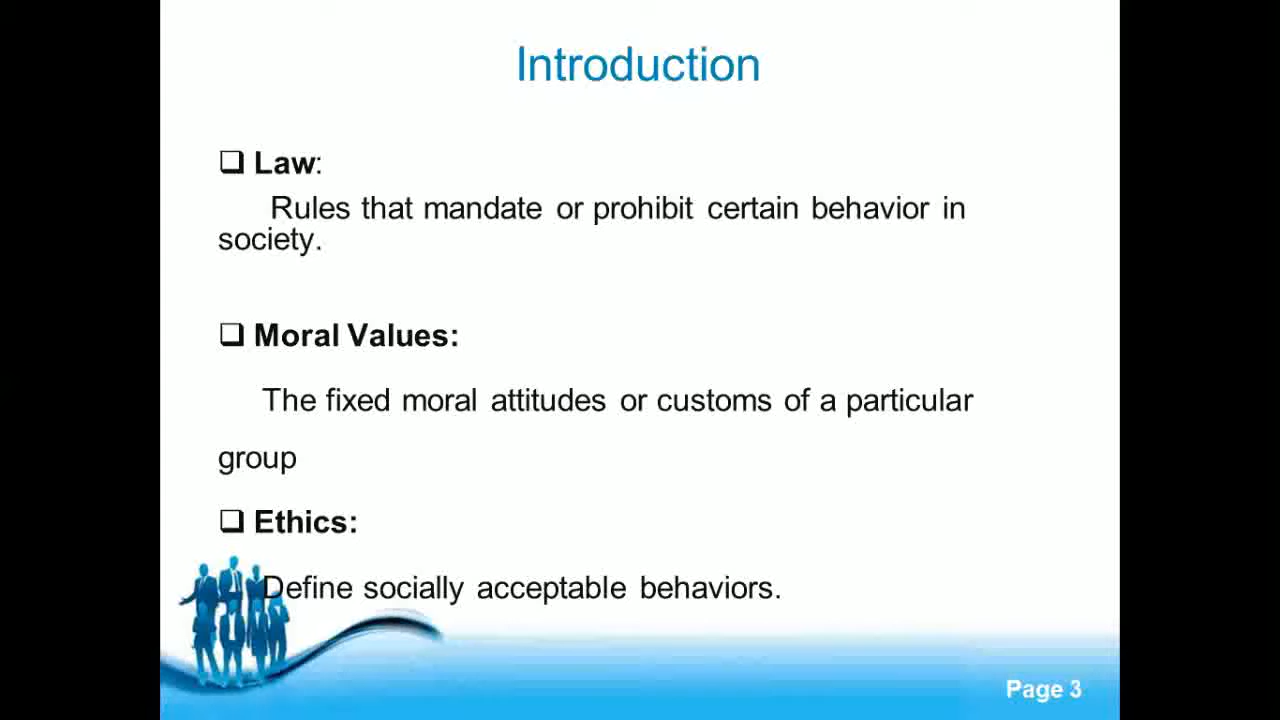 Introduction
❑ Law:
Rules that mandate or prohibit certain behavior in
society.
❑ Moral Values:
The fixed moral attitudes or customs of a particular
group
❑ Ethics:
Define socially acceptable behaviors.
Page 3